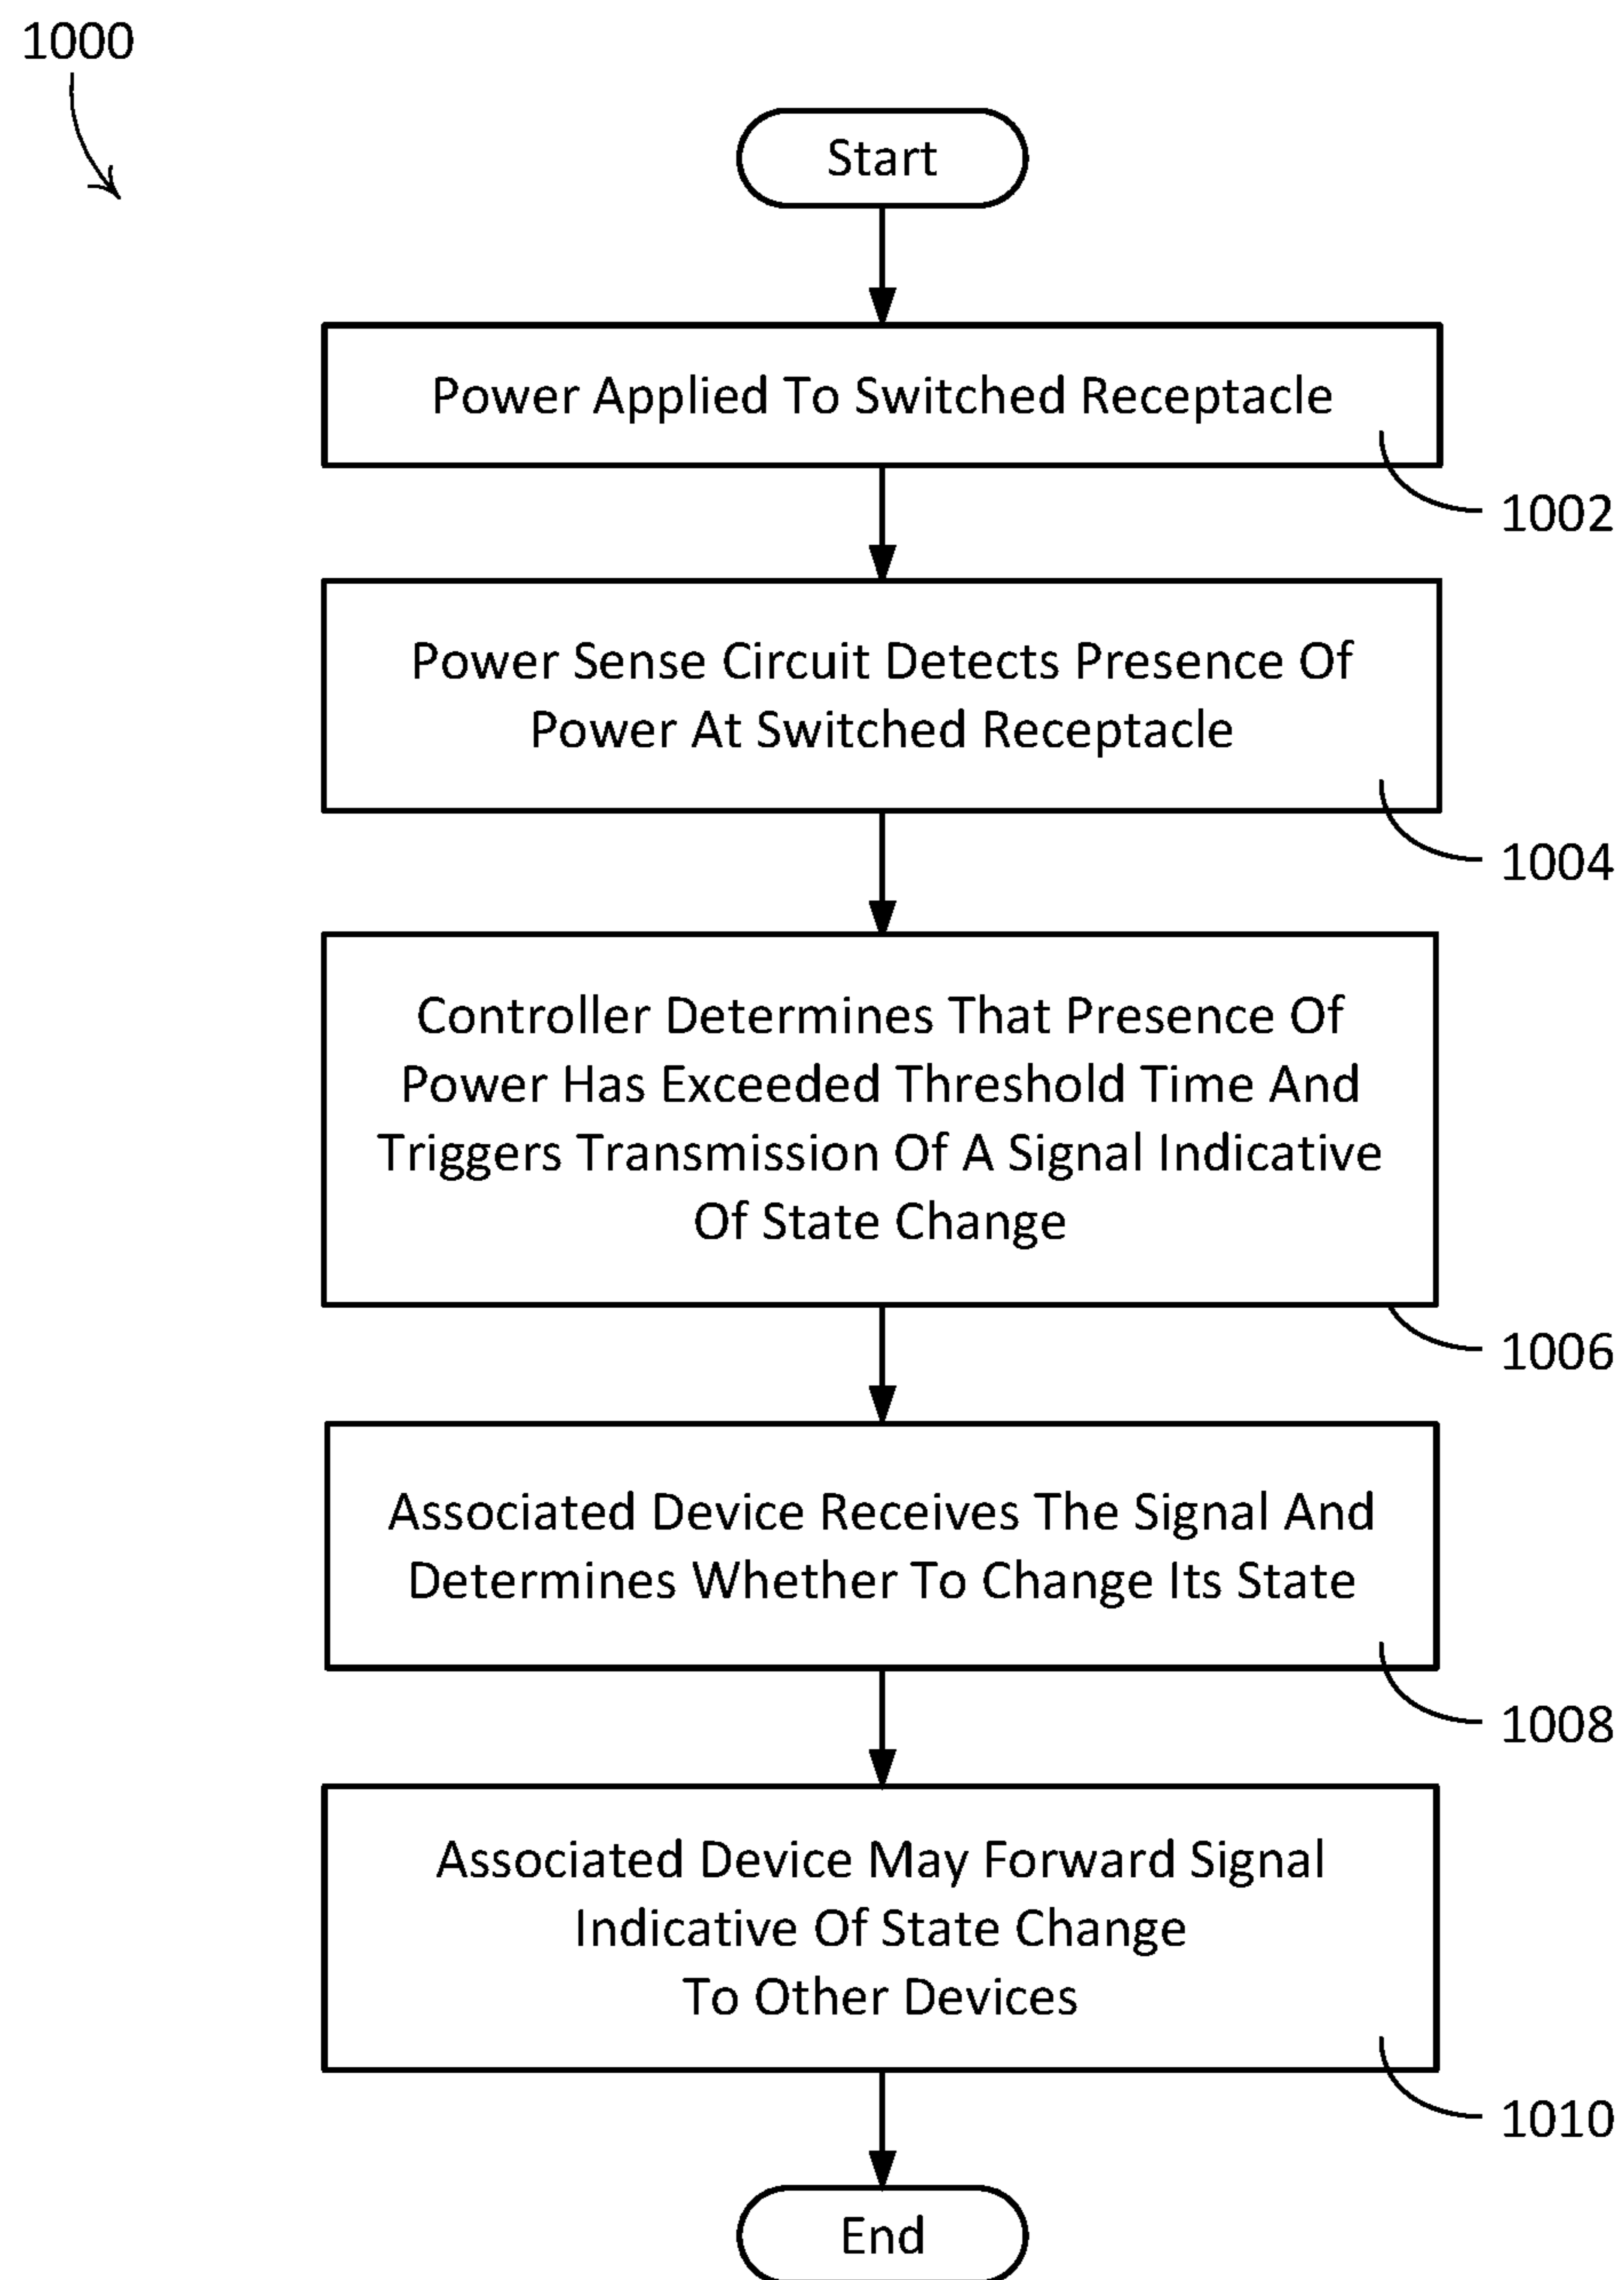 1000
Start
Power Applied To Switched Receptacle
1002
Power Sense Circuit Detects Presence Of
Power At Switched Receptacle
1004
Controller Determines That Presence Of
Power Has Exceeded Threshold Time And
Triggers Transmission Of A Signal Indicative
Of State Change
1006
Associated Device Receives The Signal And
Determines Whether To Change Its State
1008
Associated Device May Forward Signal
Indicative Of State Change
To Other Devices
1010
End